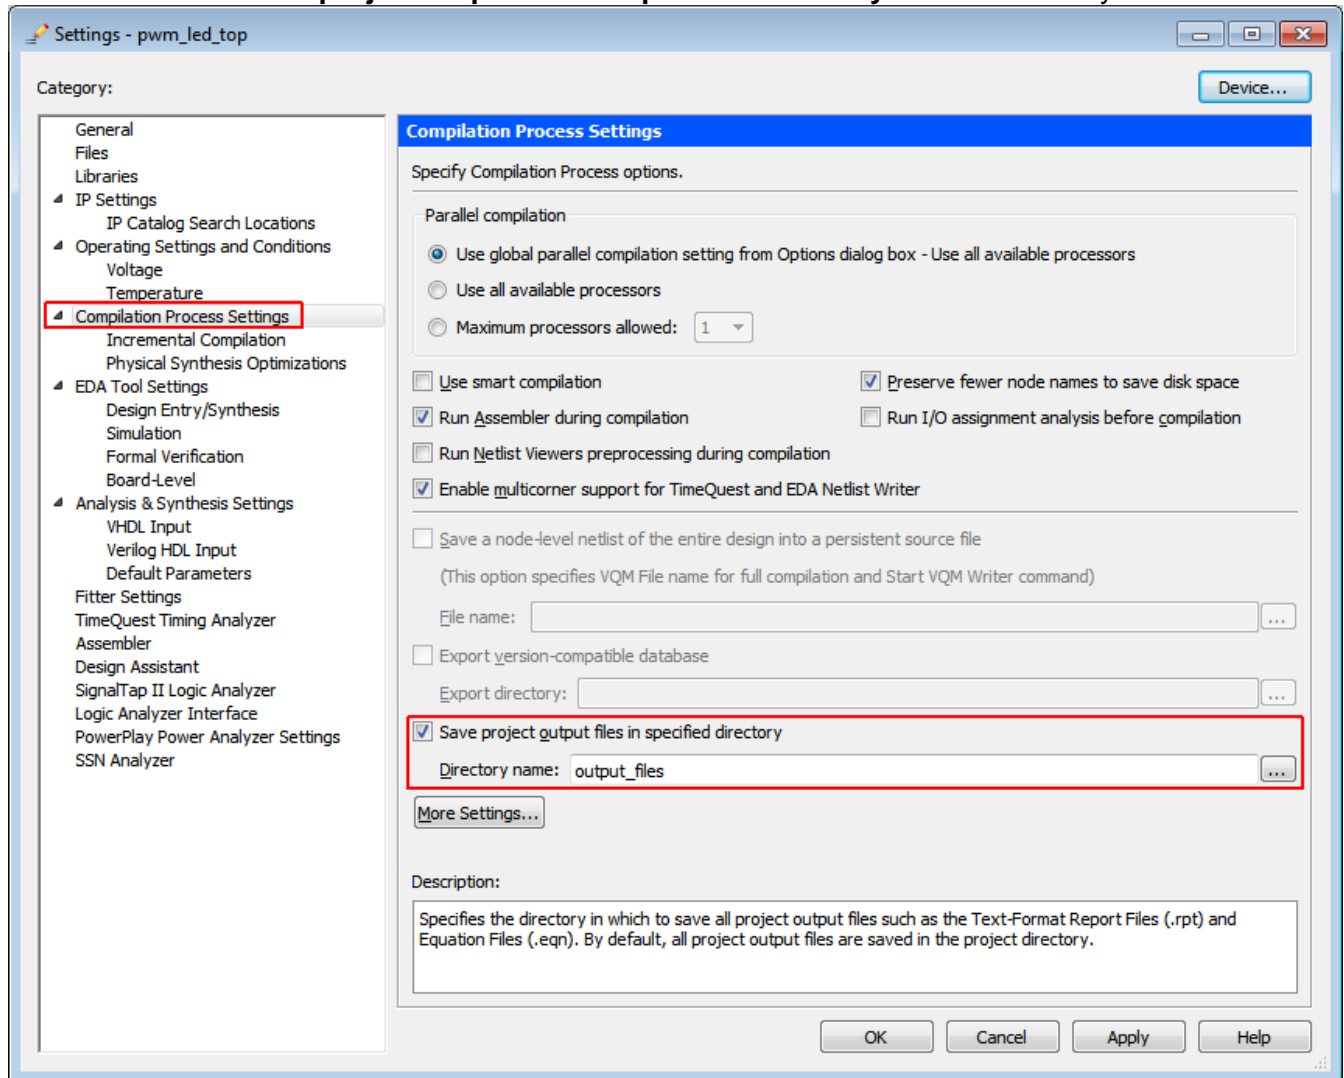 Settings - pwm_led_top
Category:
Device...
General
Files
Libraries
IP Settings
IP Catalog Search Locations
Operating Settings and Conditions
Voltage
Temperature
Compilation Process Settings
Incremental Compilation
Physical Synthesis Optimizations
EDA Tool Settings
Design Entry/Synthesis
Simulation
Formal Verification
Board-Level
Analysis & Synthesis Settings
VHDL Input
Verilog HDL Input
Default Parameters
Fitter Settings
TimeQuest Timing Analyzer
Assembler
Design Assistant
SignalTap II Logic Analyzer
Logic Analyzer Interface
PowerPlay Power Analyzer Settings
SSN Analyzer
Compilation Process Settings
Specify Compilation Process options.
Parallel compilation
Use global parallel compilation setting from Options dialog box - Use all available processors
Use all available processors
Maximum processors allowed: 1
Use smart compilation
Preserve fewer node names to save disk space
Run Assembler during compilation
Run I/O assignment analysis before compilation
Run Netlist Viewers preprocessing during compilation
Enable multicorner support for TimeQuest and EDA Netlist Writer
Save a node-level netlist of the entire design into a persistent source file
(This option specifies VQM File name for full compilation and Start VQM Writer command)
File name: ...
Export version-compatible database
Export directory: ...
Save project output files in specified directory
Directory name: output_files ...
More Settings...
Description:
Specifies the directory in which to save all project output files such as the Text-Format Report Files (.rpt) and
Equation Files (.eqn). By default, all project output files are saved in the project directory.
OK Cancel Apply Help